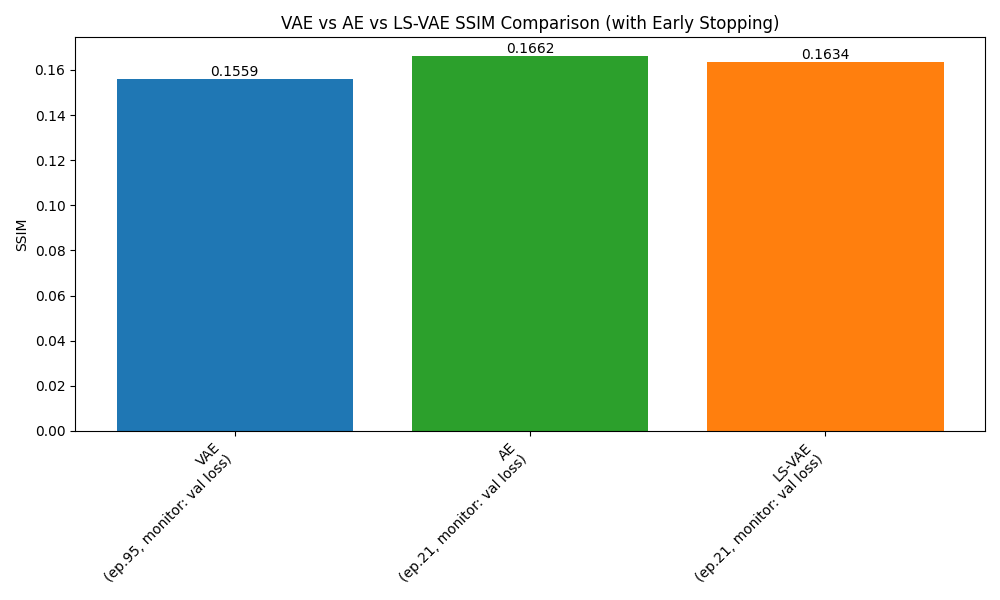 VAE vs AE vs LS-VAE SSIM Comparison (with Early Stopping)
SSIM
0.16
0.14
0.12
0.10
0.08
0.06
0.04
0.02
0.00
0.1559
0.1662
0.1634
VAE
(ep.95, monitor: val loss)
AE
(ep.21, monitor: val loss)
LS-VAE
(ep.21, monitor: val loss)